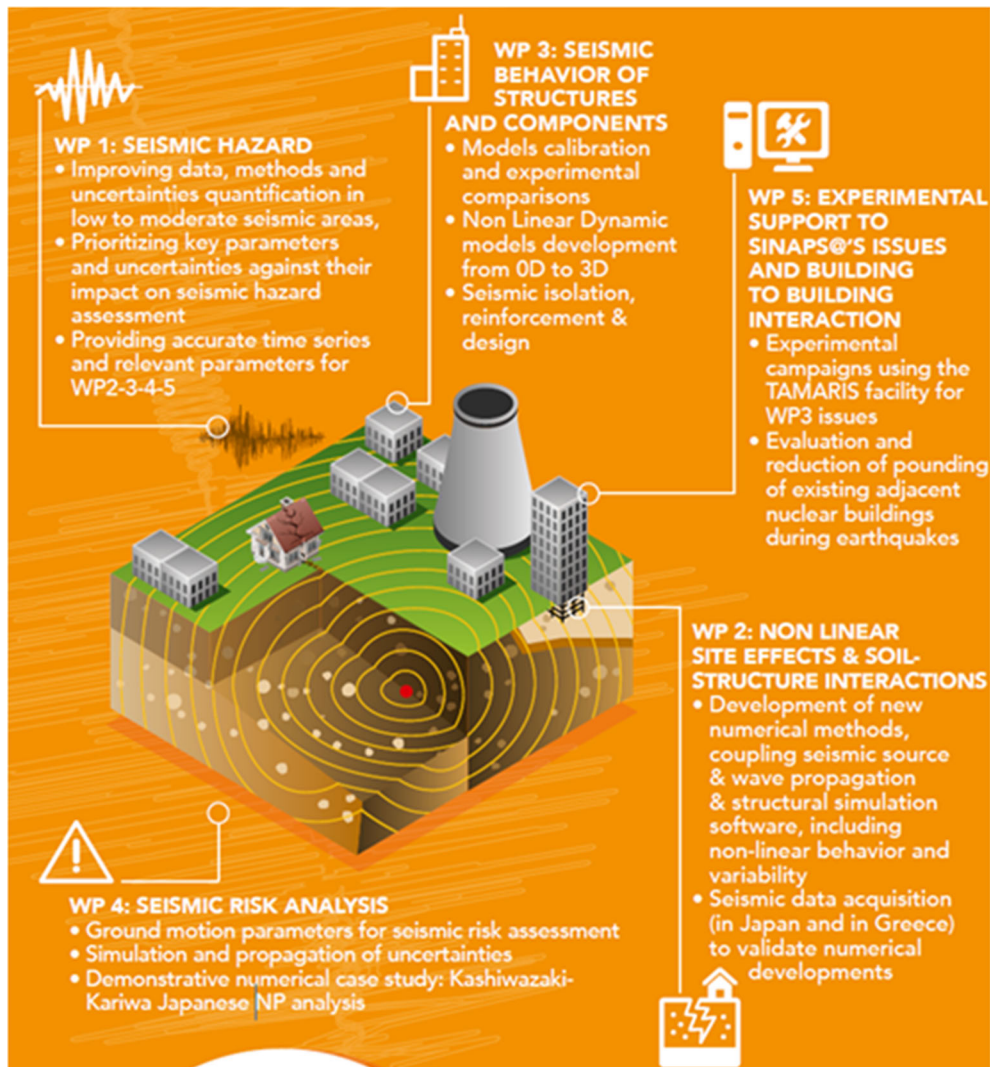 WP 1: SEISMIC HAZARD
• Improving data, methods and
uncertainties quantification in
low to moderate seismic areas,
• Prioritizing key parameters
and uncertainties against their
impact on seismic hazard
assessment
• Providing accurate time series
and relevant parameters for
WP2-3-4-5
WP 3: SEISMIC
BEHAVIOR OF
STRUCTURES
AND COMPONENTS
• Models calibration
and experimental
comparisons
• Non Linear Dynamic
models development
from 0D to 3D
• Seismic isolation,
reinforcement &
design
WP 5: EXPERIMENTAL
SUPPORT TO
SINAPS@'S ISSUES
AND BUILDING
TO BUILDING
INTERACTION
• Experimental
campaigns using the
TAMARIS facility for
WP3 issues
• Evaluation and
reduction of pounding
of existing adjacent
nuclear buildings
during earthquakes
WP 2: NON LINEAR
SITE EFFECTS & SOIL-
STRUCTURE INTERACTIONS
• Development of new
numerical methods,
coupling seismic source
& wave propagation
& structural simulation
software, including
non-linear behavior and
variability
• Seismic data acquisition
(in Japan and in Greece)
to validate numerical
developments
WP 4: SEISMIC RISK ANALYSIS
• Ground motion parameters for seismic risk assessment
• Simulation and propagation of uncertainties
• Demonstrative numerical case study: Kashiwazaki-
Kariwa Japanese NP analysis